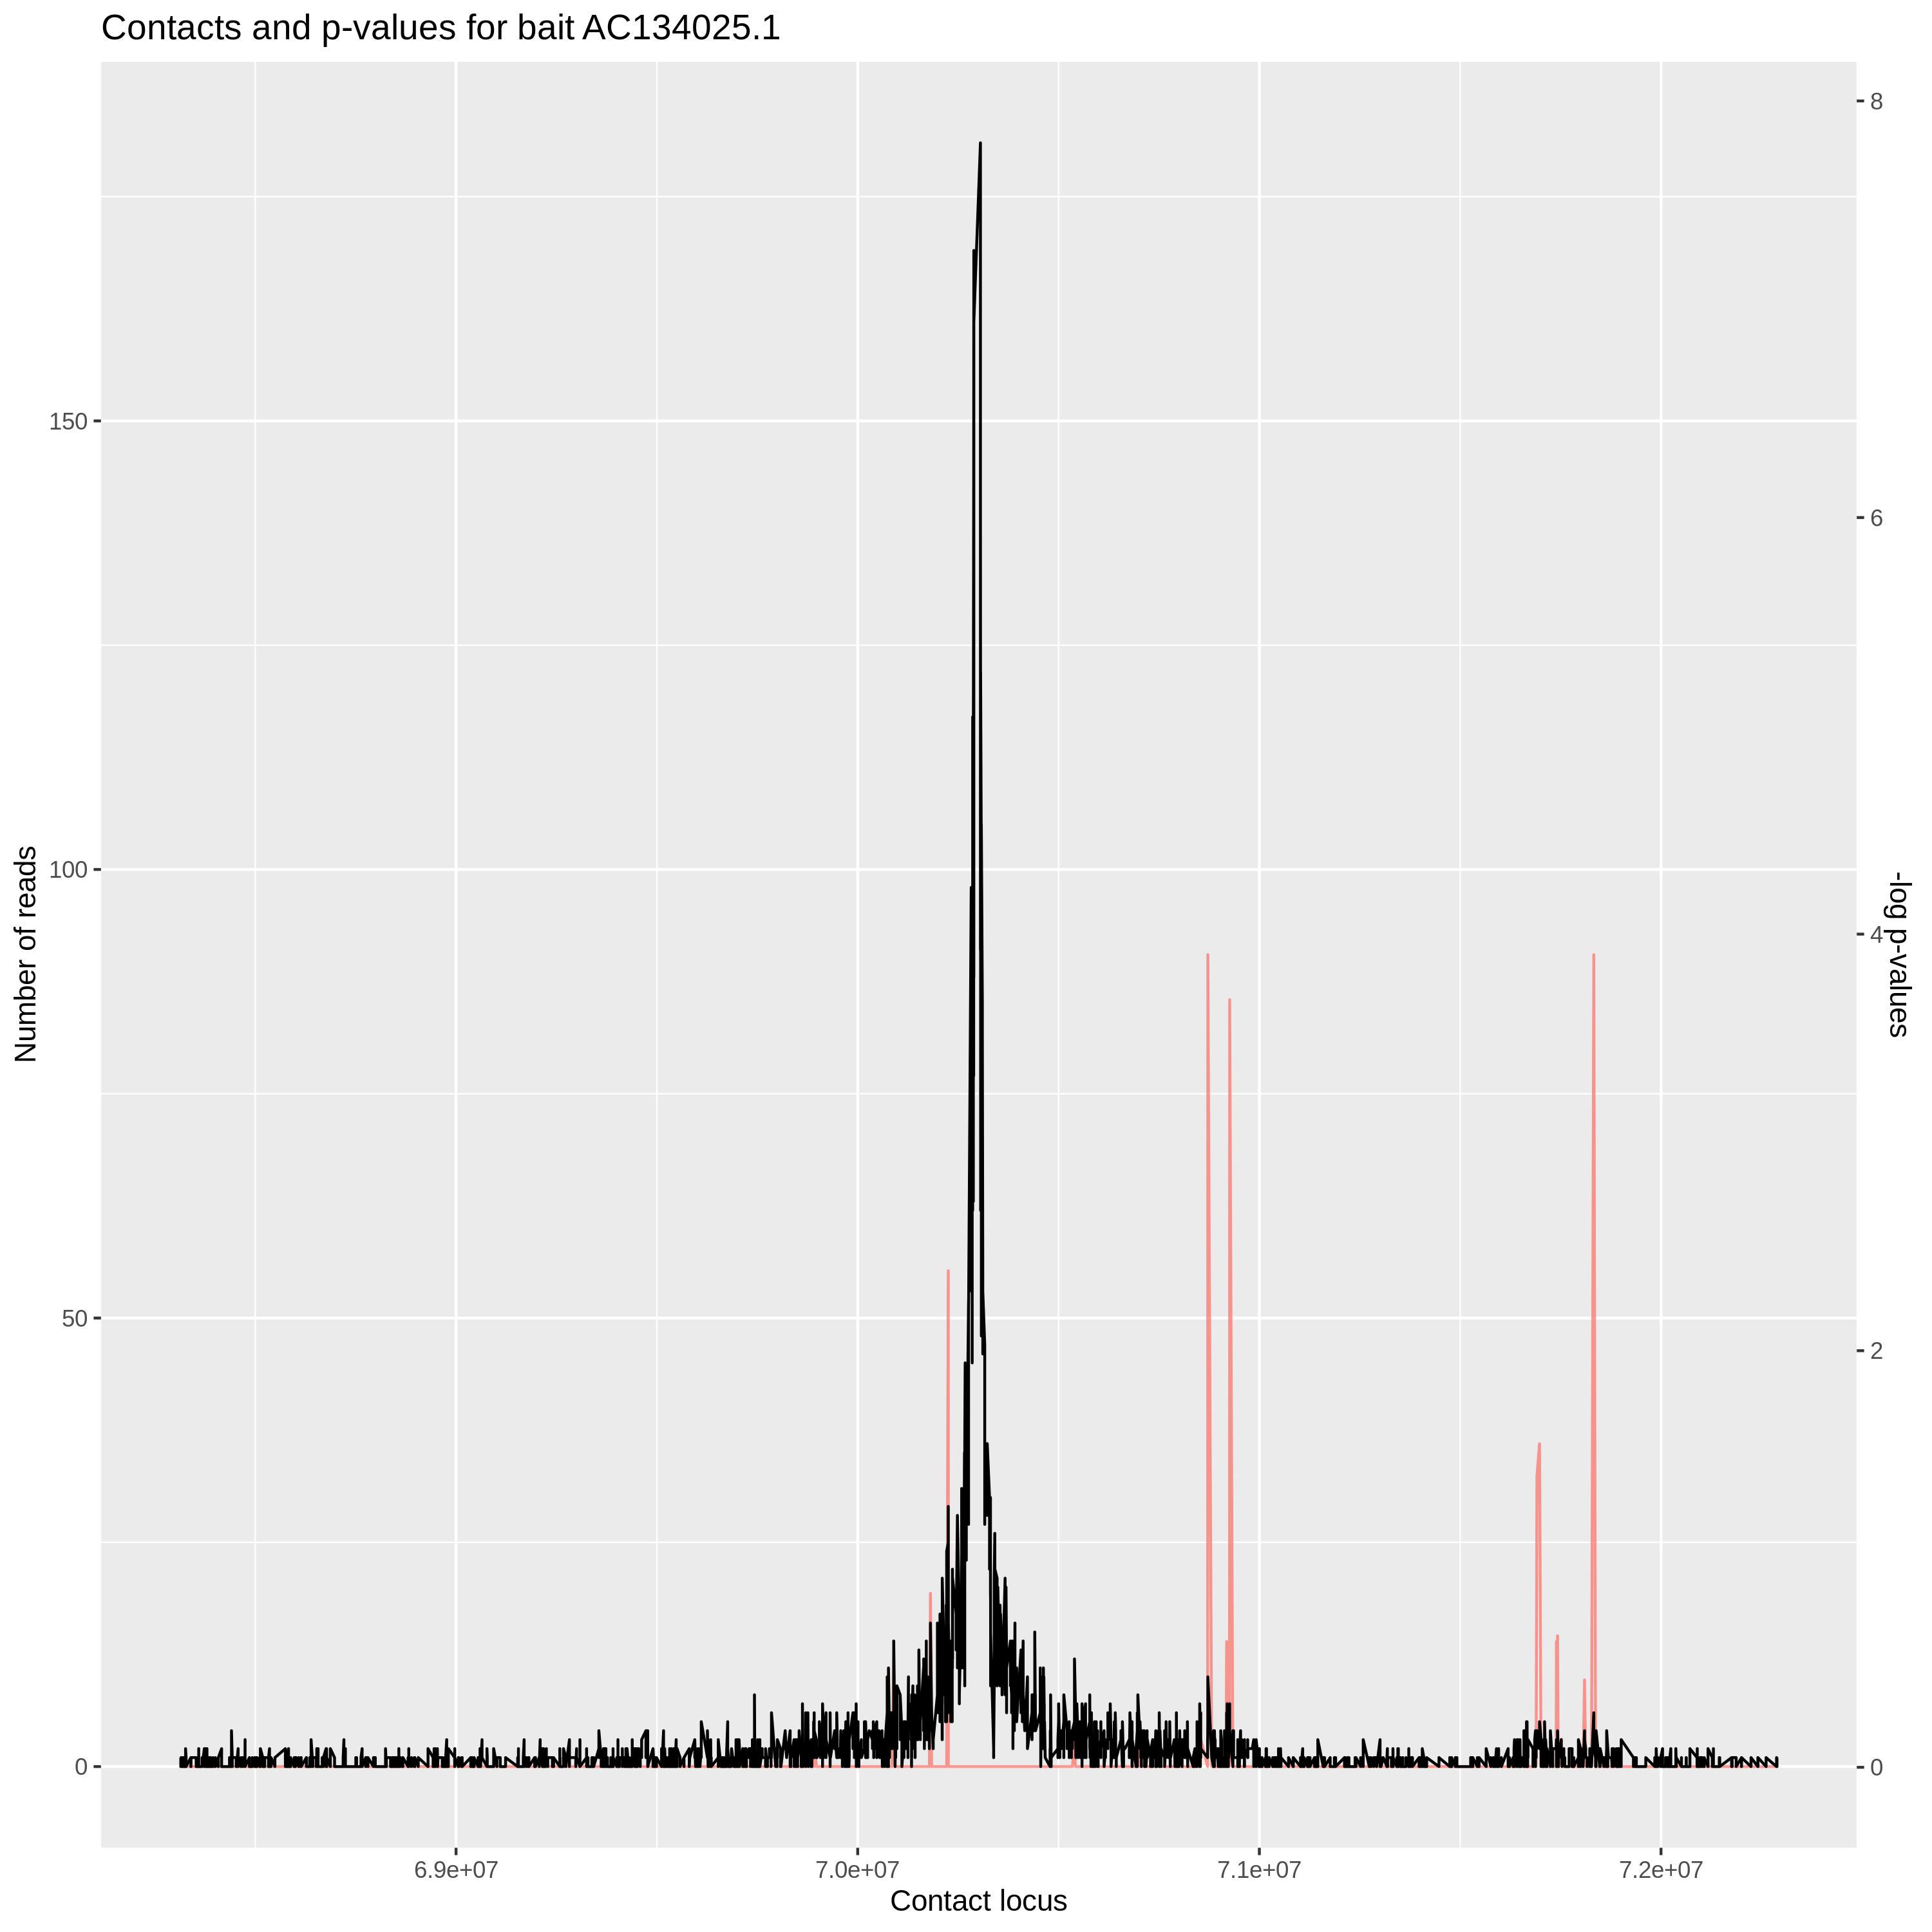 Contacts and p-values for bait AC134025.1
Number of reads
150
100
50
0
8
6
4
2
0
-log p-values
6.9e+07
7.0e+07
7.1e+07
7.2e+07
Contact locus